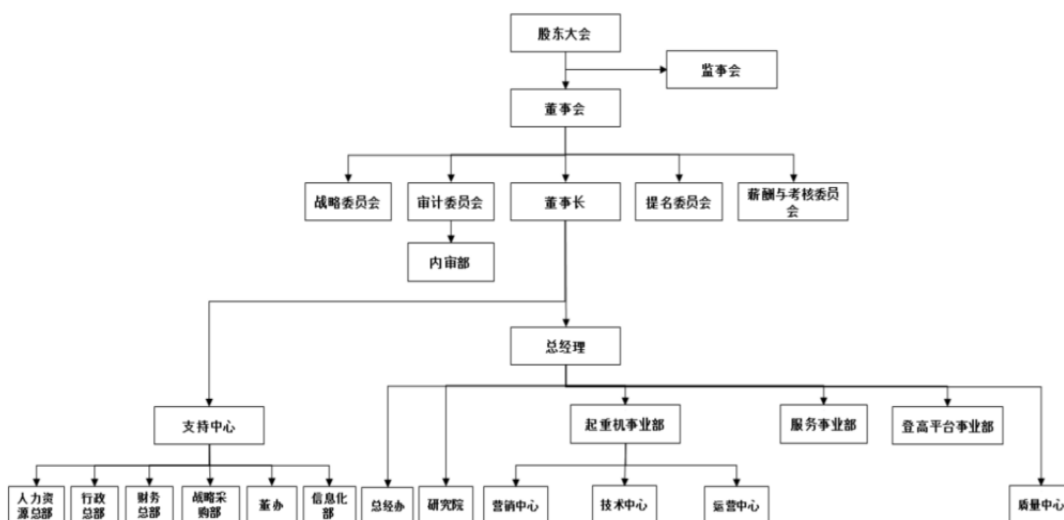 股东大会
监事会
董事会
战略委员会
审计委员会
董事长
提名委员会
薪酬与考核委员
会
内审部
总经理
支持中心
起重机事业部
服务事业部
登高平台事业部
人力资
源总部
行政
总部
财务
总部
战略采
购部
董办
信息化
部
总经办
研究院
营销中心
技术中心
运营中心
质量中心